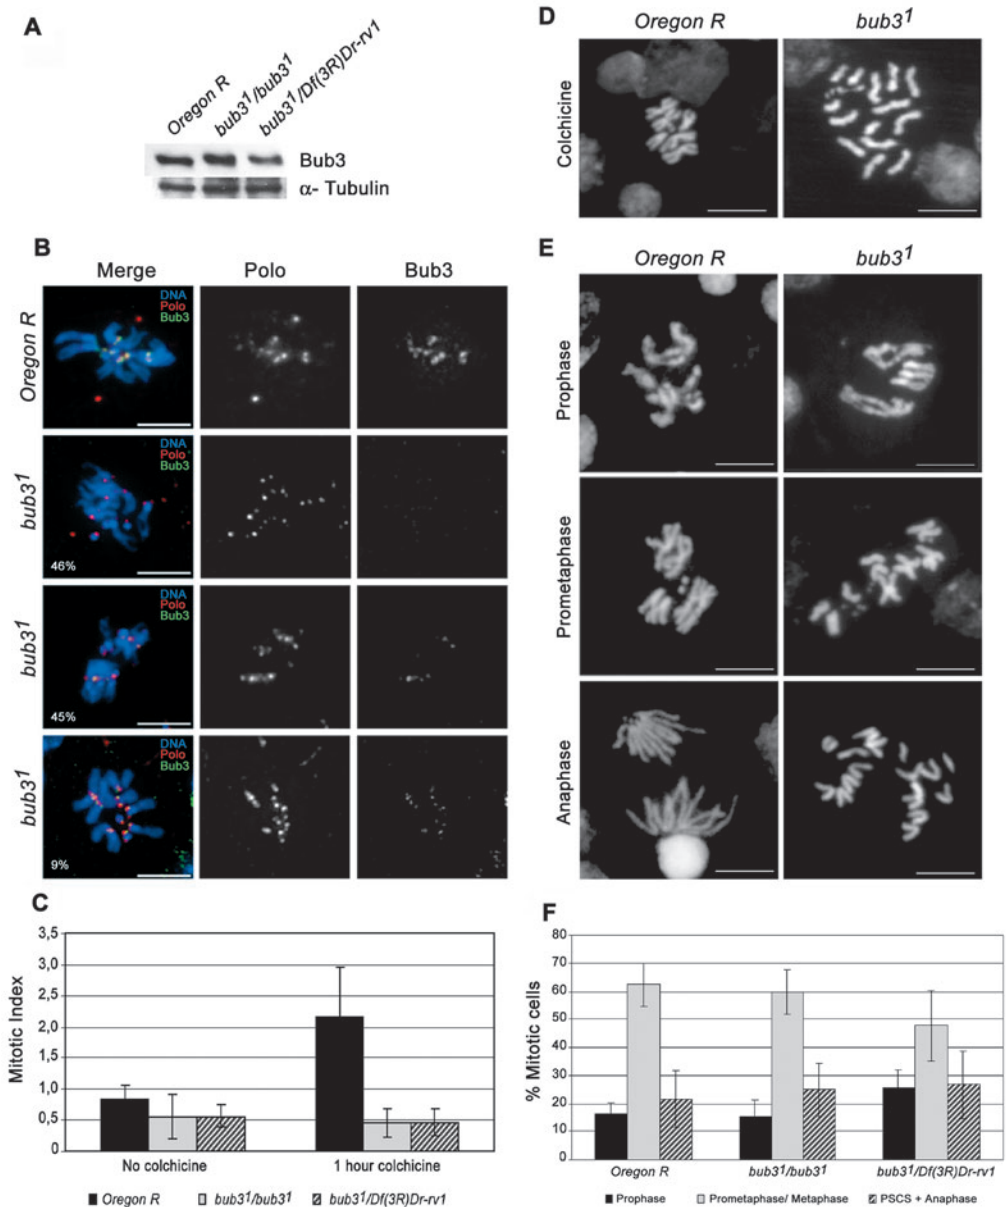 A
Oregon R
bub3¹/bub3¹
bub3¹/Df(3R)Dr-rv1
Bub3
α- Tubulin
B
Merge Polo Bub3
Oregon R
DNA
Polo
Bub3
bub3¹
DNA
Polo
Bub3
46%
bub3¹
DNA
Polo
Bub3
45%
bub3¹
DNA
Polo
Bub3
9%
C
Mitotic Index
3,5
3,0
2,5
2,0
1,5
1,0
0,5
0
No colchicine 1 hour colchicine
Oregon R bub3¹/bub3¹ bub3¹/Df(3R)Dr-rv1
D
Oregon R bub3¹
Colchicine
E
Oregon R bub3¹
Prophase
Prometaphase
Anaphase
F
% Mitotic cells
80
70
60
50
40
30
20
10
0
Oregon R bub3¹/bub3¹ bub3¹/Df(3R)Dr-rv1
Prophase Prometaphase/ Metaphase PSCS + Anaphase